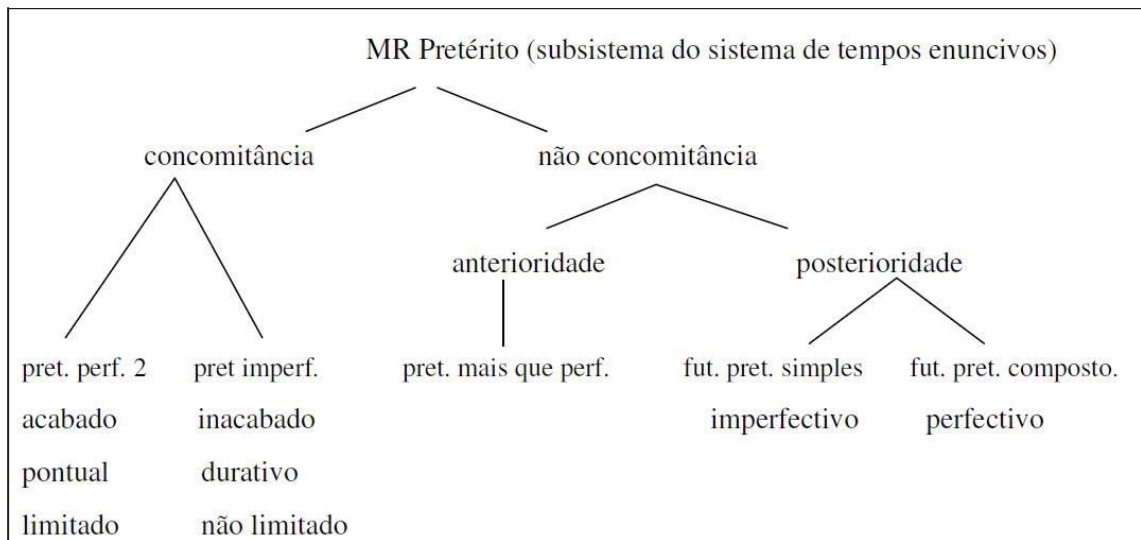 MR Pretérito (subsistema do sistema de tempos enuncivos)
concomitância não concomitância
anterioridade posterioridade
pret. perf. 2 pret imperf. pret. mais que perf. fut. pret. simples fut. pret. composto.
acabado inacabado imperfectivo perfectivo
pontual durativo
limitado não limitado